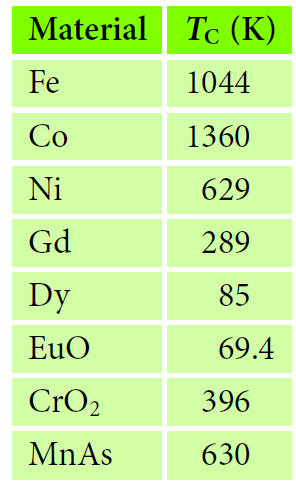 Material T_C (K)
Fe 1044
Co 1360
Ni 629
Gd 289
Dy 85
EuO 69.4
CrO₂ 396
MnAs 630